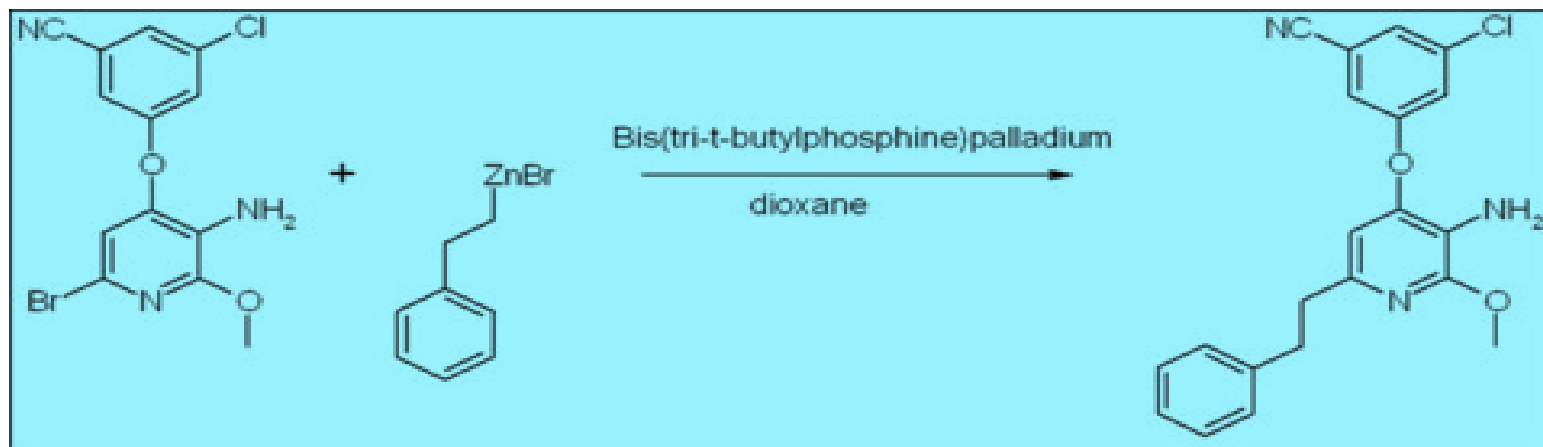 NC
Cl
O
NH2
Br
N
O
+
ZnBr
Bis(tri-t-butylphosphine)palladium
dioxane
NC
Cl
O
NH2
N
O